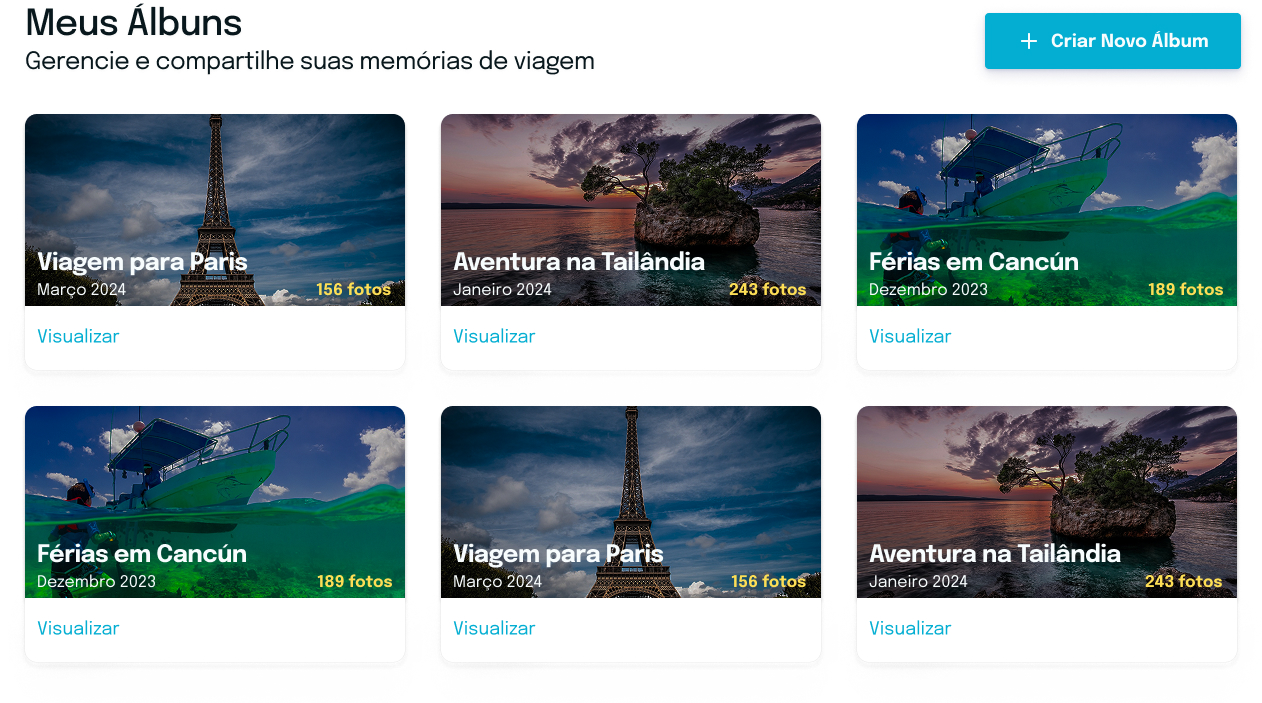 Meus Álbuns
Gerencie e compartilhe suas memórias de viagem
Criar Novo Álbum
Viagem para Paris
Março 2024 156 fotos
Visualizar
Aventura na Tailândia
Janeiro 2024 243 fotos
Visualizar
Férias em Cancún
Dezembro 2023 189 fotos
Visualizar
Férias em Cancún
Dezembro 2023 189 fotos
Visualizar
Viagem para Paris
Março 2024 156 fotos
Visualizar
Aventura na Tailândia
Janeiro 2024 243 fotos
Visualizar